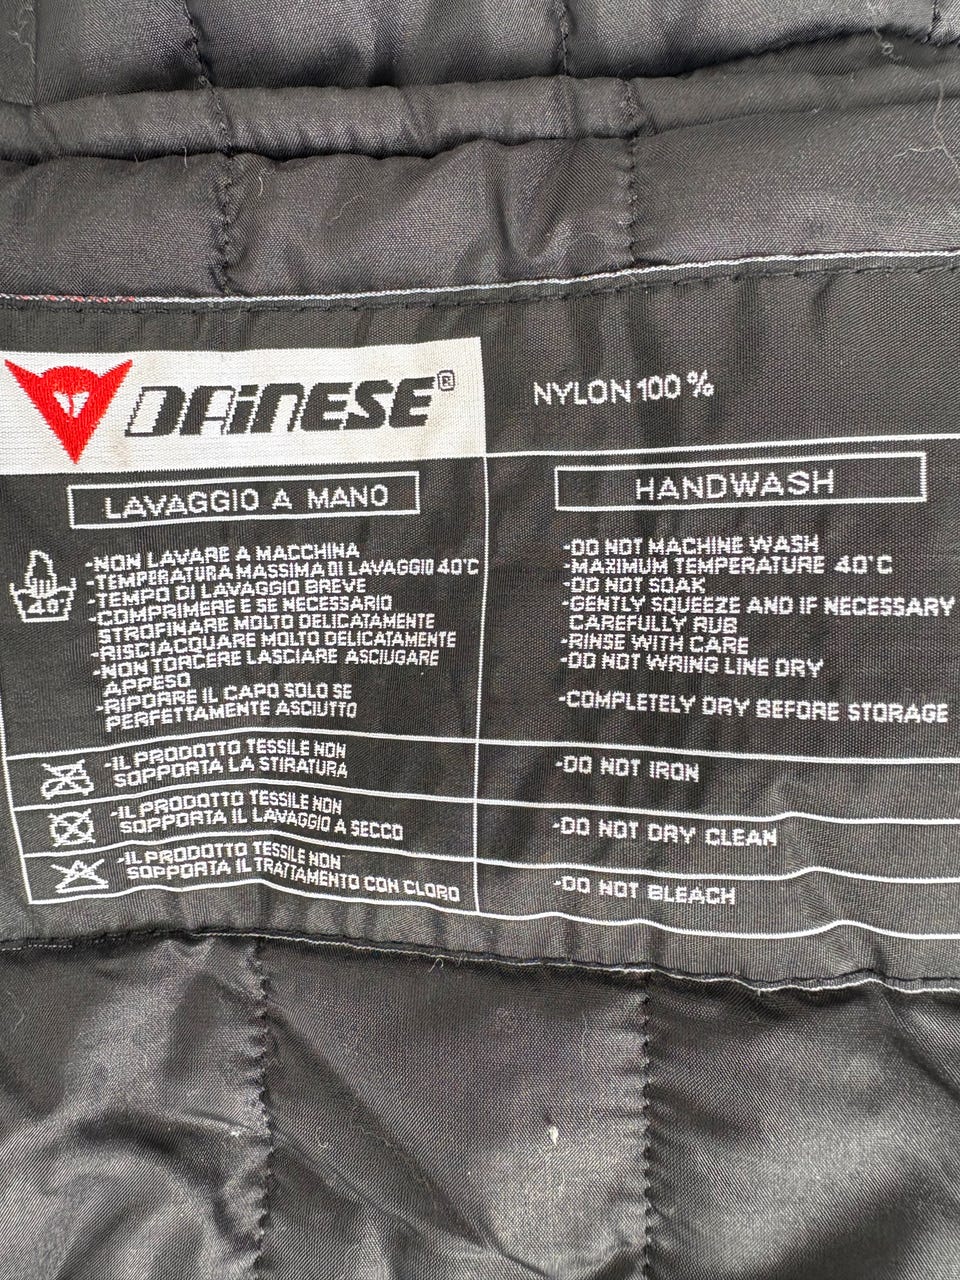 DAINESE®
NYLON 100 %
LAVAGGIO A MANO
40°
-NON LAVARE A MACCHINA
-TEMPERATURA MASSIMA DI LAVAGGIO 40°C
-TEMPO DI LAVAGGIO BREVE
-COMPRIMERE E SE NECESSARIO
STROFINARE MOLTO DELICATAMENTE
-RISCIACQUARE MOLTO DELICATAMENTE
-NON TORCERE LASCIARE ASCIUGARE
APPESO
-RIPORRE IL CAPO SOLO SE
PERFETTAMENTE ASCIUTTO
-IL PRODOTTO TESSILE NON
SOPPORTA LA STIRATURA
-IL PRODOTTO TESSILE NON
SOPPORTA IL LAVAGGIO A SECCO
-IL PRODOTTO TESSILE NON
SOPPORTA IL TRATTAMENTO CON CLORO
HANDWASH
-DO NOT MACHINE WASH
-MAXIMUM TEMPERATURE 40°C
-DO NOT SOAK
-GENTLY SQUEEZE AND IF NECESSARY
CAREFULLY RUB
-RINSE WITH CARE
-DO NOT WRING LINE DRY
-COMPLETELY DRY BEFORE STORAGE
-DO NOT IRON
-DO NOT DRY CLEAN
-DO NOT BLEACH